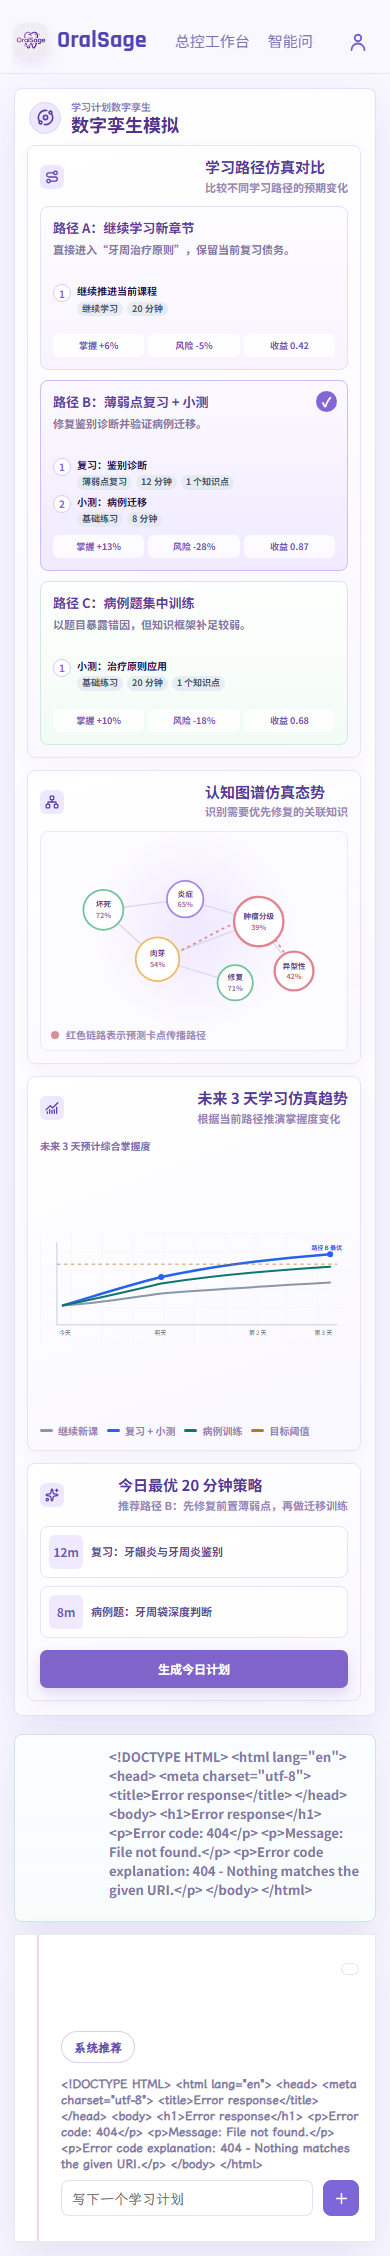 OralSage
OralSage 总控工作台 智能问
学习计划数字孪生
数字孪生模拟
学习路径仿真对比
比较不同学习路径的预期变化
路径 A：继续学习新章节
直接进入“牙周治疗原则”，保留当前复习债务。
1 继续推进当前课程
继续学习 20 分钟
掌握 +6% 风险 -5% 收益 0.42
路径 B：薄弱点复习 + 小测
修复鉴别诊断并验证病例迁移。
1 复习：鉴别诊断
薄弱点复习 12 分钟 1 个知识点
2 小测：病例迁移
基础练习 8 分钟
掌握 +13% 风险 -28% 收益 0.87
路径 C：病例题集中训练
以题目暴露错因，但知识框架补足较弱。
1 小测：治疗原则应用
基础练习 20 分钟 1 个知识点
掌握 +10% 风险 -18% 收益 0.68
认知图谱仿真态势
识别需要优先修复的关联知识
坏死
72%
炎症
65%
肿瘤分级
39%
肉芽
54%
修复
71%
异型性
42%
红色链路表示预测卡点传播路径
未来 3 天学习仿真趋势
根据当前路径推演掌握度变化
未来 3 天预计综合掌握度
路径 B 最优
今天 明天 第 2 天 第 3 天
继续新课 复习 + 小测 病例训练 目标阈值
今日最优 20 分钟策略
推荐路径 B：先修复前置薄弱点，再做迁移训练
12m 复习：牙龈炎与牙周炎鉴别
8m 病例题：牙周袋深度判断
生成今日计划
<!DOCTYPE HTML> <html lang="en">
<head> <meta charset="utf-8">
<title>Error response</title> </head>
<body> <h1>Error response</h1>
<p>Error code: 404</p> <p>Message:
File not found.</p> <p>Error code
explanation: 404 - Nothing matches the
given URI.</p> </body> </html>
系统推荐
<!DOCTYPE HTML> <html lang="en"> <head> <meta
charset="utf-8"> <title>Error response</title>
</head> <body> <h1>Error response</h1> <p>Error
code: 404</p> <p>Message: File not found.</p>
<p>Error code explanation: 404 - Nothing matches
the given URI.</p> </body> </html>
写下一个学习计划 +